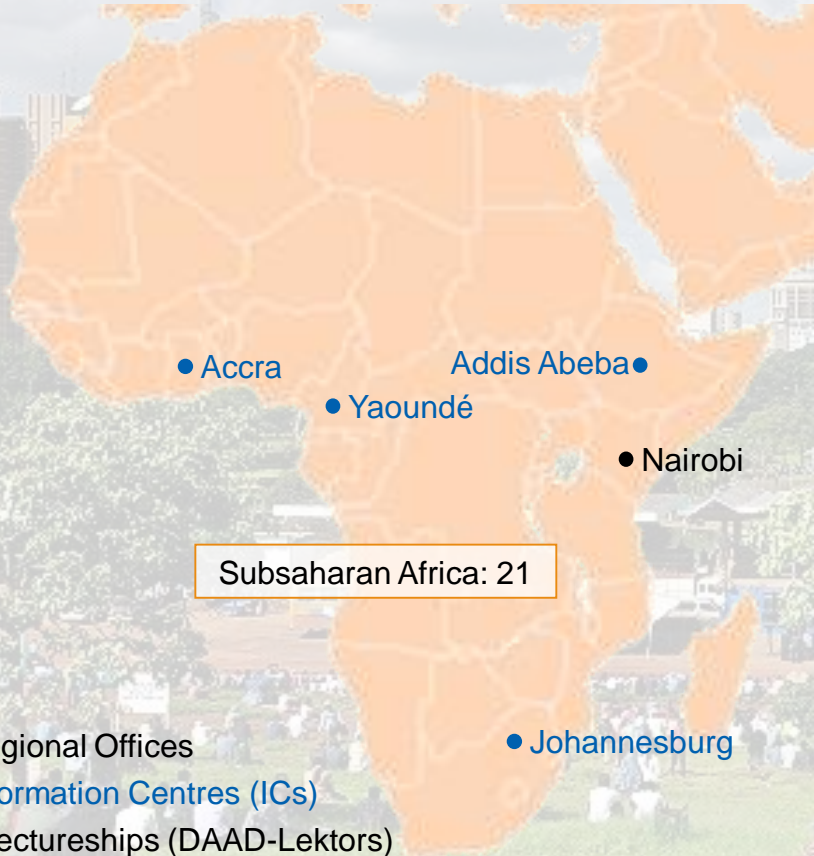 Accra
Addis Abeba
Yaoundé
Nairobi
Subsaharan Africa: 21
Johannesburg
gional Offices
ormation Centres (ICs)
ectureships (DAAD-Lektors)